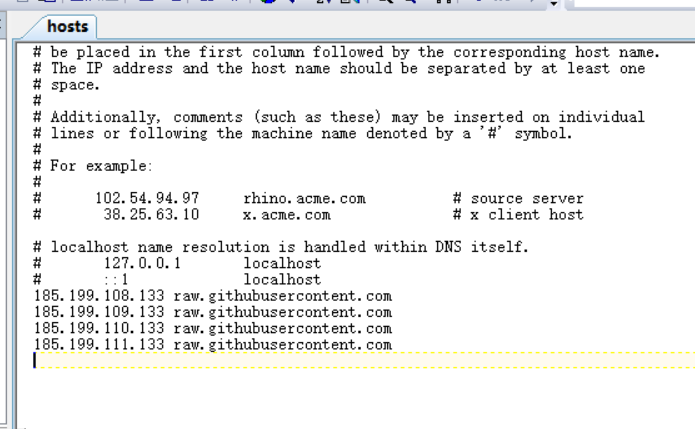 hosts
# be placed in the first column followed by the corresponding host name.
# The IP address and the host name should be separated by at least one
# space.
#
# Additionally, comments (such as these) may be inserted on individual
# lines or following the machine name denoted by a '#' symbol.
#
# For example:
#
#      102.54.94.97     rhino.acme.com          # source server
#       38.25.63.10     x.acme.com              # x client host

# localhost name resolution is handled within DNS itself.
#       127.0.0.1       localhost
#       ::1             localhost
185.199.108.133 raw.githubusercontent.com
185.199.109.133 raw.githubusercontent.com
185.199.110.133 raw.githubusercontent.com
185.199.111.133 raw.githubusercontent.com